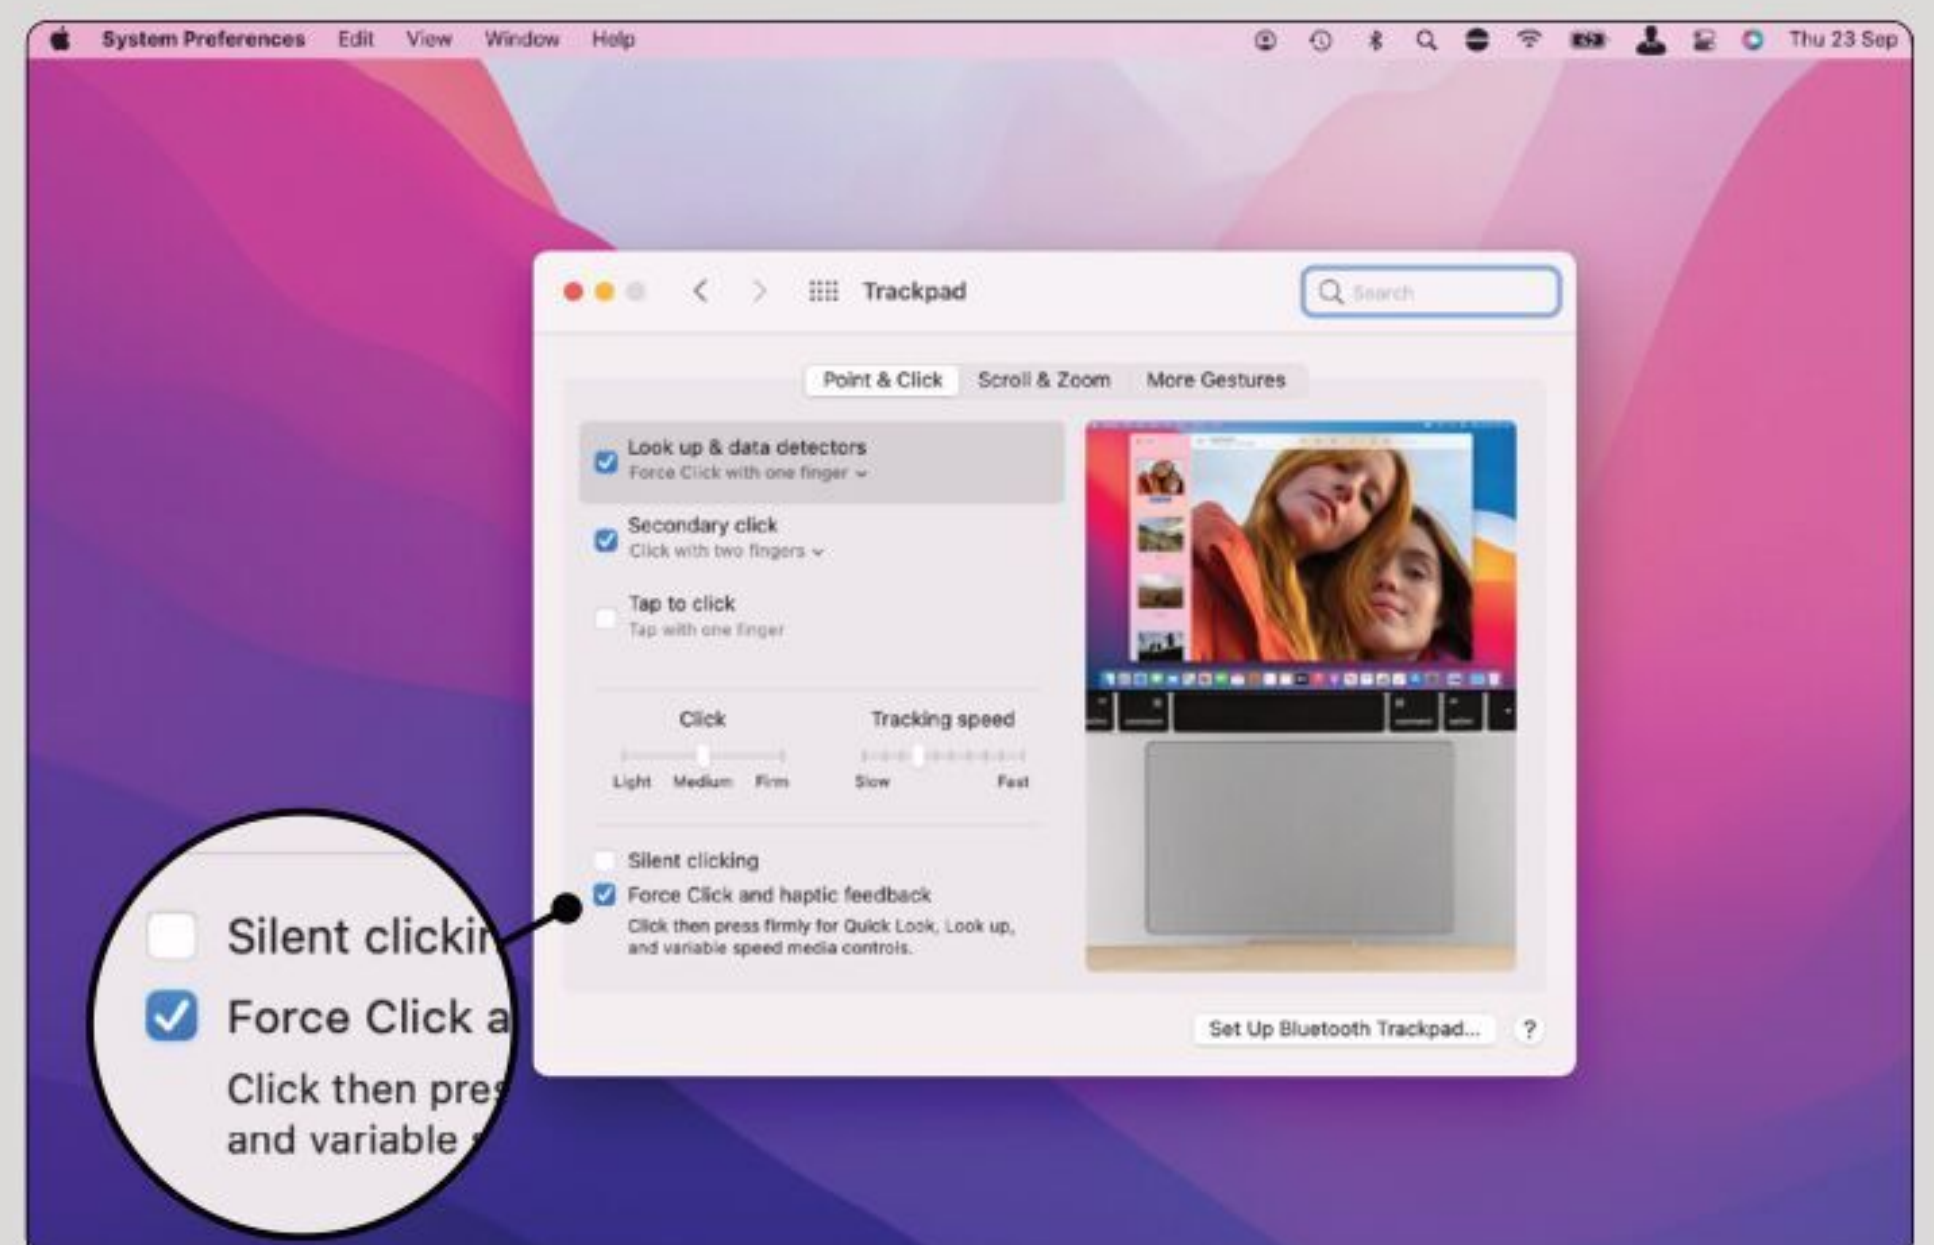 System Preferences Edit View Window Help Thu 23 Sep
Trackpad
Search
Point & Click Scroll & Zoom More Gestures
Look up & data detectors
Force Click with one finger
Secondary click
Click with two fingers
Tap to click
Tap with one finger
Click Tracking speed
Light Medium Firm Slow Fast
Silent clicking
Force Click and haptic feedback
Click then press firmly for Quick Look, Look up,
and variable speed media controls.
Set Up Bluetooth Trackpad... ?
Silent clickin
Force Click a
Click then pres
and variable s